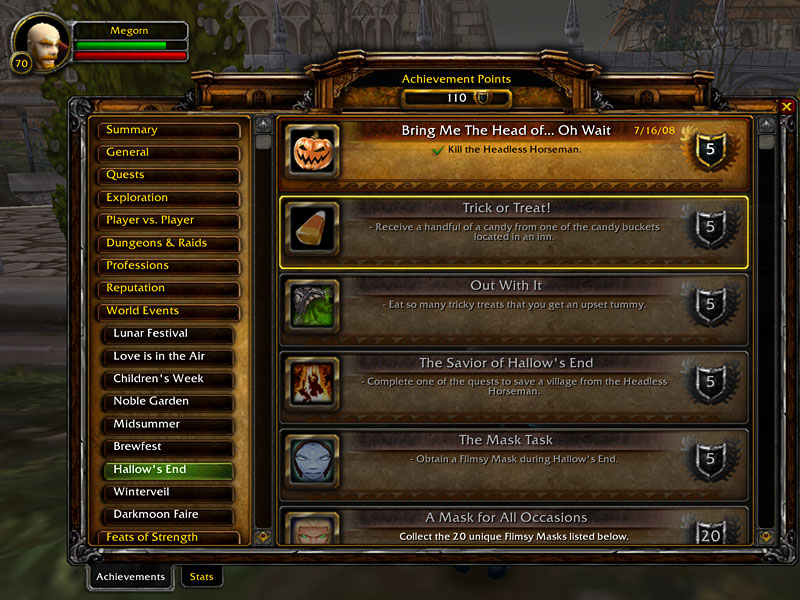 Megorn
70
Achievement Points
110
Summary
General
Quests
Exploration
Player vs. Player
Dungeons & Raids
Professions
Reputation
World Events
Lunar Festival
Love is in the Air
Children's Week
Noble Garden
Midsummer
Brewfest
Hallow's End
Winterveil
Darkmoon Faire
Feats of Strength
Bring Me The Head of... Oh Wait
7/16/08
Kill the Headless Horseman.
5
Trick or Treat!
- Receive a handful of a candy from one of the candy buckets
located in an inn.
5
Out With It
- Eat so many tricky treats that you get an upset tummy.
5
The Savior of Hallow's End
- Complete one of the quests to save a village from the Headless
Horseman.
5
The Mask Task
- Obtain a Flimsy Mask during Hallow's End.
5
A Mask for All Occasions
Collect the 20 unique Flimsy Masks listed below.
20
Achievements
Stats